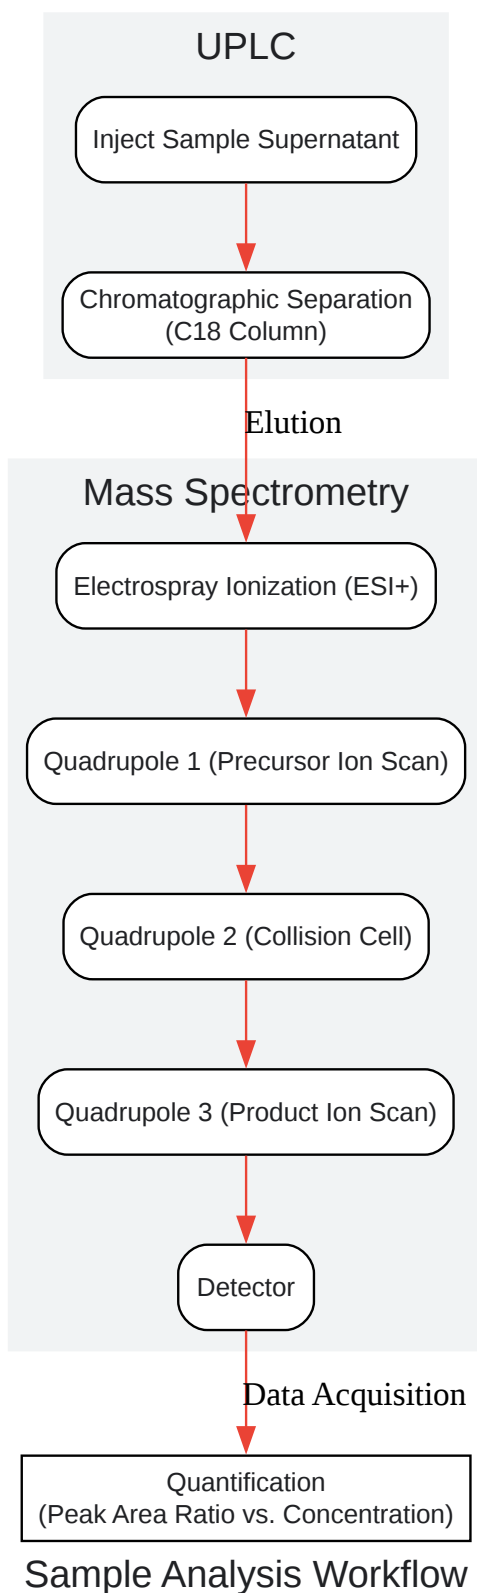 UPLC
Inject Sample Supernatant
Chromatographic Separation
(C18 Column)
Elution
Mass Spectrometry
Electrospray Ionization (ESI+)
Quadrupole 1 (Precursor Ion Scan)
Quadrupole 2 (Collision Cell)
Quadrupole 3 (Product Ion Scan)
Detector
Data Acquisition
Quantification
(Peak Area Ratio vs. Concentration)
Sample Analysis Workflow